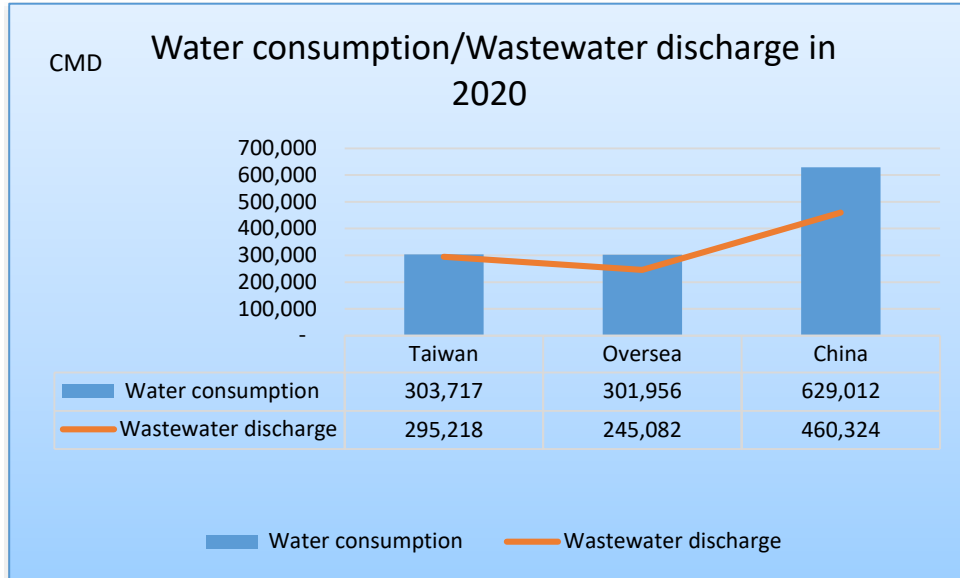 CMD
Water consumption/Wastewater discharge in
2020
700,000
600,000
500,000
400,000
300,000
200,000
100,000
-
Taiwan Oversea China
Water consumption 303,717 301,956 629,012
Wastewater discharge 295,218 245,082 460,324
Water consumption Wastewater discharge